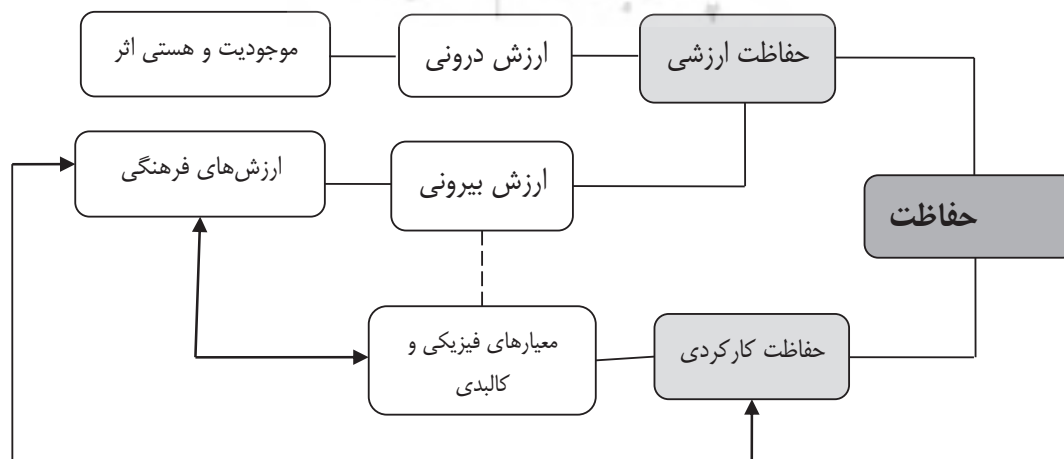 حفاظت ارزشی
ارزش درونی
موجودیت و هستی اثر
ارزش بیرونی
ارزش‌های فرهنگی
حفاظت
حفاظت کارکردی
معیارهای فیزیکی و
کالبدی